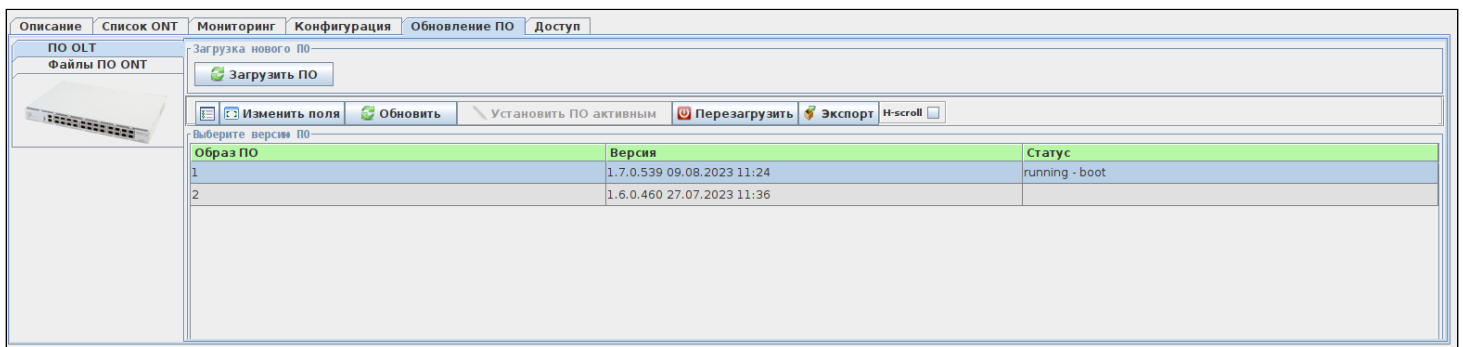 Описание Список ONT Мониторинг Конфигурация Обновление ПО Доступ
ПО OLT
Файлы ПО ONT
Загрузка нового ПО
Загрузить ПО
Изменить поля Обновить Установить ПО активным Перезагрузить Экспорт H-scroll
Выберите версию ПО
Образ ПО Версия Статус
1 1.7.0.539 09.08.2023 11:24 running - boot
2 1.6.0.460 27.07.2023 11:36